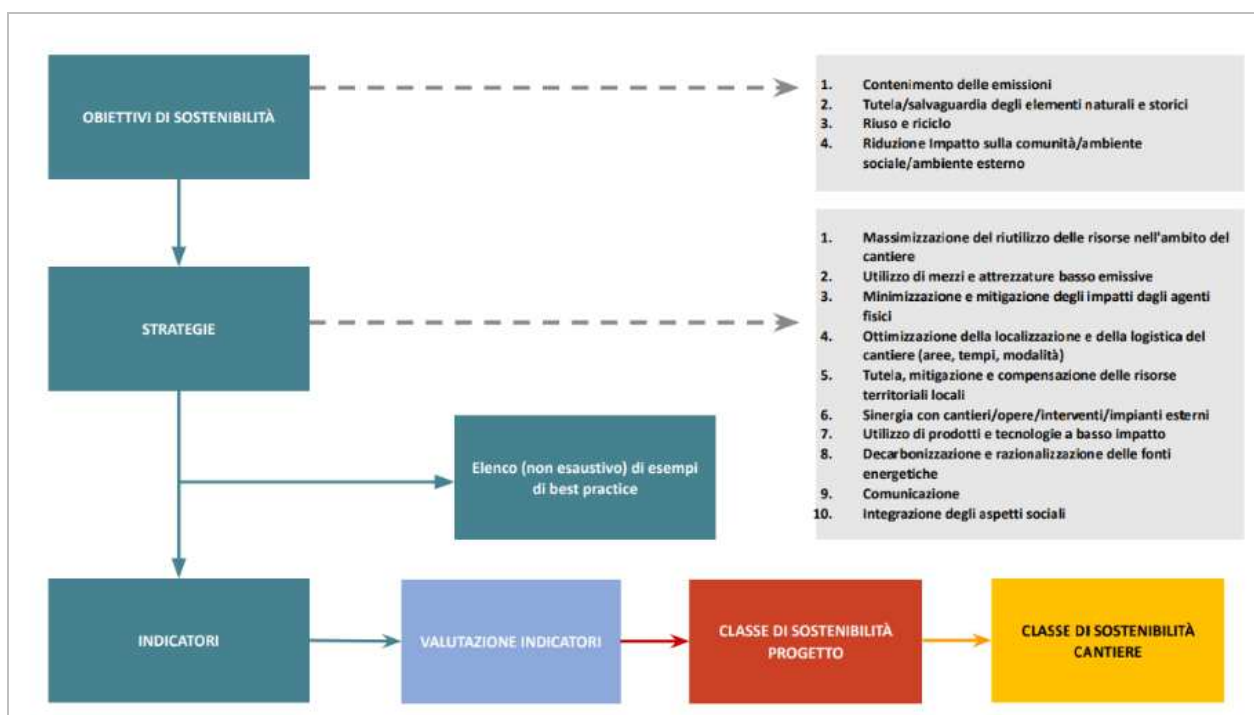 OBIETTIVI DI SOSTENIBILITÀ
1. Contenimento delle emissioni
2. Tutela/salvaguardia degli elementi naturali e storici
3. Riuso e riciclo
4. Riduzione Impatto sulla comunità/ambiente
sociale/ambiente esterno
STRATEGIE
1. Massimizzazione del riutilizzo delle risorse nell'ambito del
cantiere
2. Utilizzo di mezzi e attrezzature basso emissive
3. Minimizzazione e mitigazione degli impatti dagli agenti
fisici
4. Ottimizzazione della localizzazione e della logistica del
cantiere (aree, tempi, modalità)
5. Tutela, mitigazione e compensazione delle risorse
territoriali locali
6. Sinergia con cantieri/opere/interventi/impianti esterni
7. Utilizzo di prodotti e tecnologie a basso impatto
8. Decarbonizzazione e razionalizzazione delle fonti
energetiche
9. Comunicazione
10. Integrazione degli aspetti sociali
Elenco (non esaustivo) di esempi
di best practice
INDICATORI
VALUTAZIONE INDICATORI
CLASSE DI SOSTENIBILITÀ
PROGETTO
CLASSE DI SOSTENIBILITÀ
CANTIERE